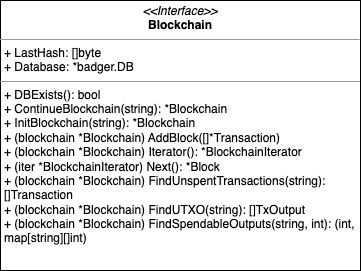 <<Interface>>
Blockchain
+ LastHash: []byte
+ Database: *badger.DB
+ DBExists(): bool
+ ContinueBlockchain(string): *Blockchain
+ InitBlockchain(string): *Blockchain
+ (blockchain *Blockchain) AddBlock([]*Transaction)
+ (blockchain *Blockchain) Iterator(): *BlockchainIterator
+ (iter *BlockchainIterator) Next(): *Block
+ (blockchain *Blockchain) FindUnspentTransactions(string):
[]Transaction
+ (blockchain *Blockchain) FindUTXO(string): []TxOutput
+ (blockchain *Blockchain) FindSpendableOutputs(string, int): (int,
map[string][]int)